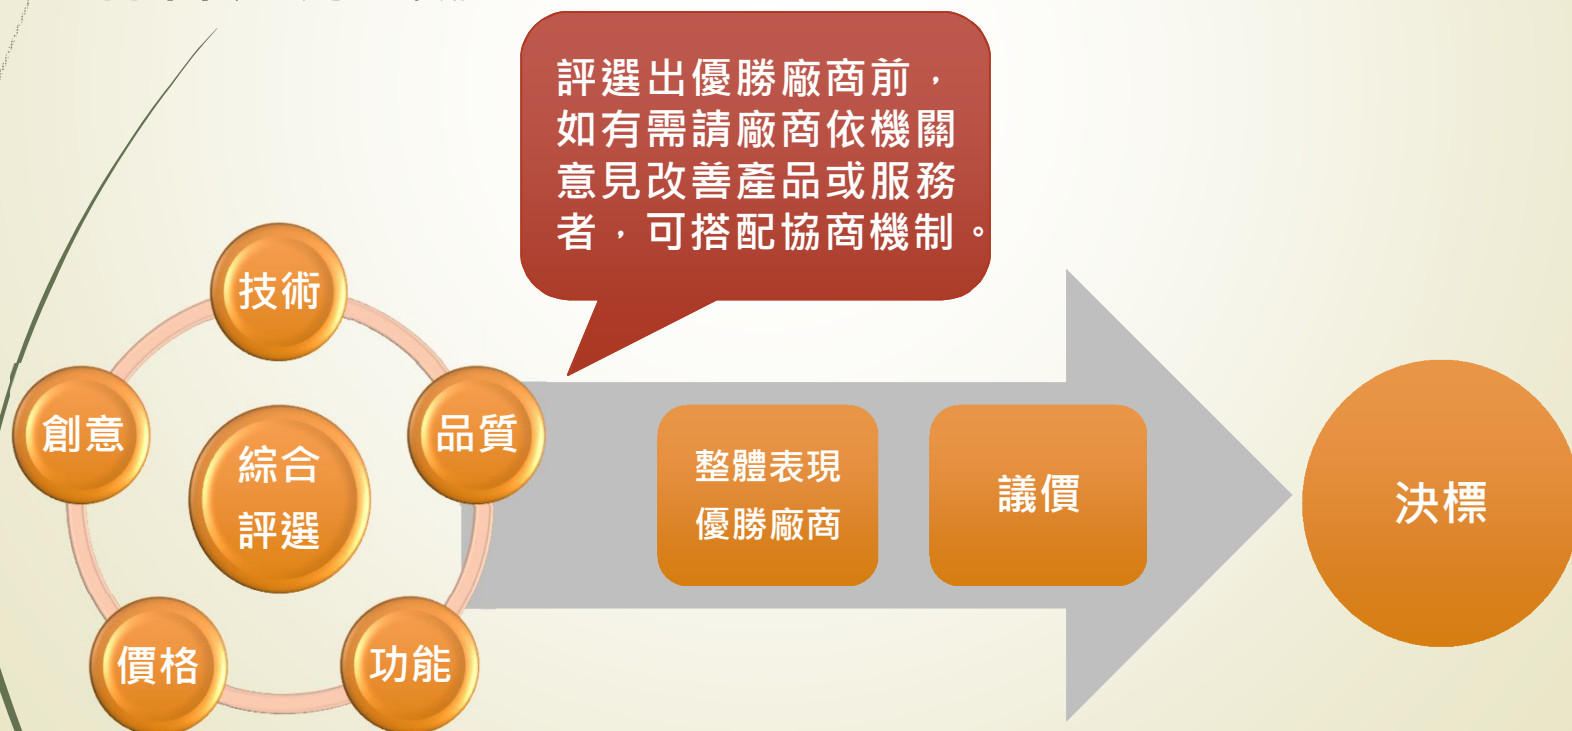 評選出優勝廠商前，
如有需請廠商依機關
意見改善產品或服務
者，可搭配協商機制。
技術
創意
品質
綜合
評選
價格
功能
整體表現
優勝廠商
議價
決標